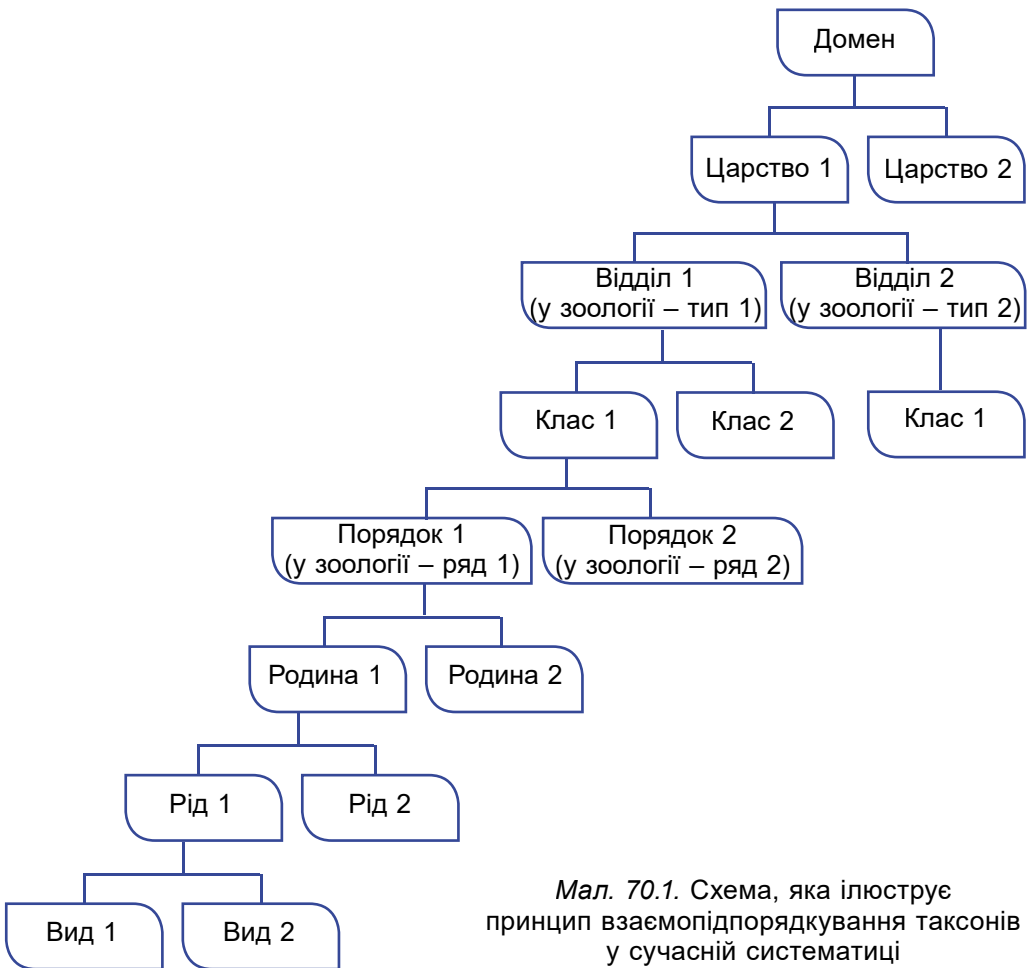 Домен
Царство 1
Царство 2
Відділ 1
(у зоології – тип 1)
Відділ 2
(у зоології – тип 2)
Клас 1
Клас 2
Клас 1
Порядок 1
(у зоології – ряд 1)
Порядок 2
(у зоології – ряд 2)
Родина 1
Родина 2
Рід 1
Рід 2
Вид 1
Вид 2
Мал. 70.1. Схема, яка ілюструє
принцип взаємопідпорядкування таксонів
у сучасній систематиці